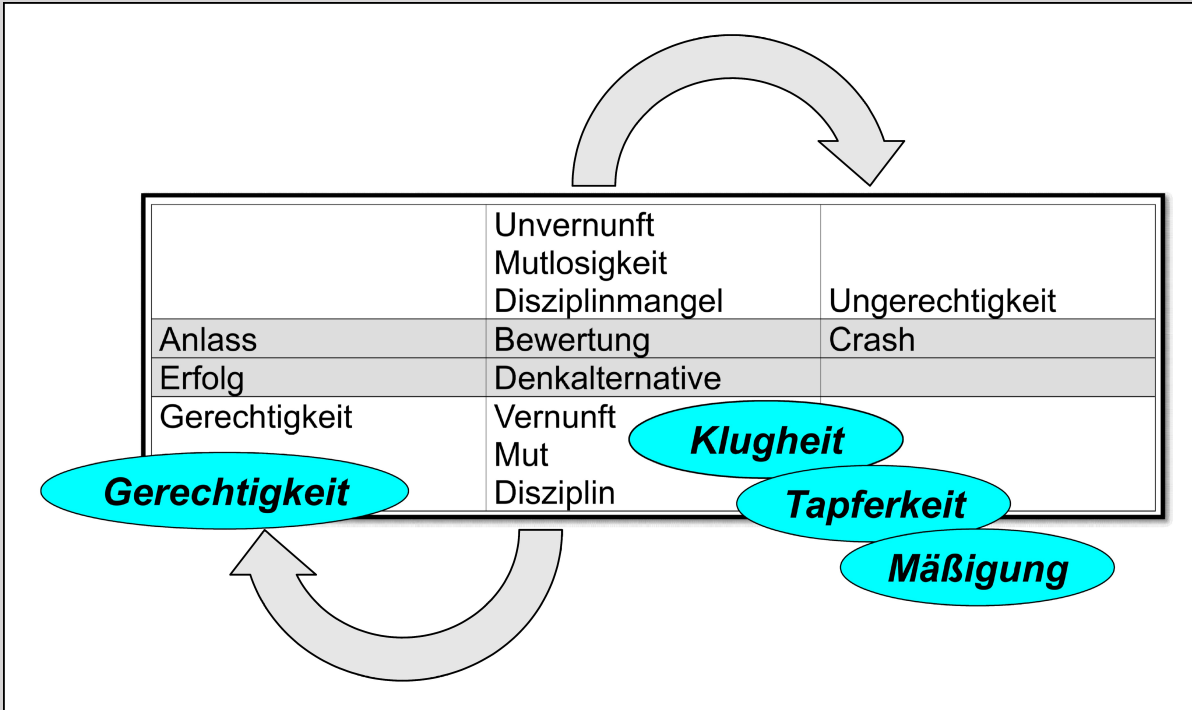 Unvernunft
Mutlosigkeit
Disziplinmangel Ungerechtigkeit
Anlass Bewertung Crash
Erfolg Denkalternative
Gerechtigkeit Vernunft
Klugheit
Mut
Gerechtigkeit Disziplin
Tapferkeit
Mäßigung